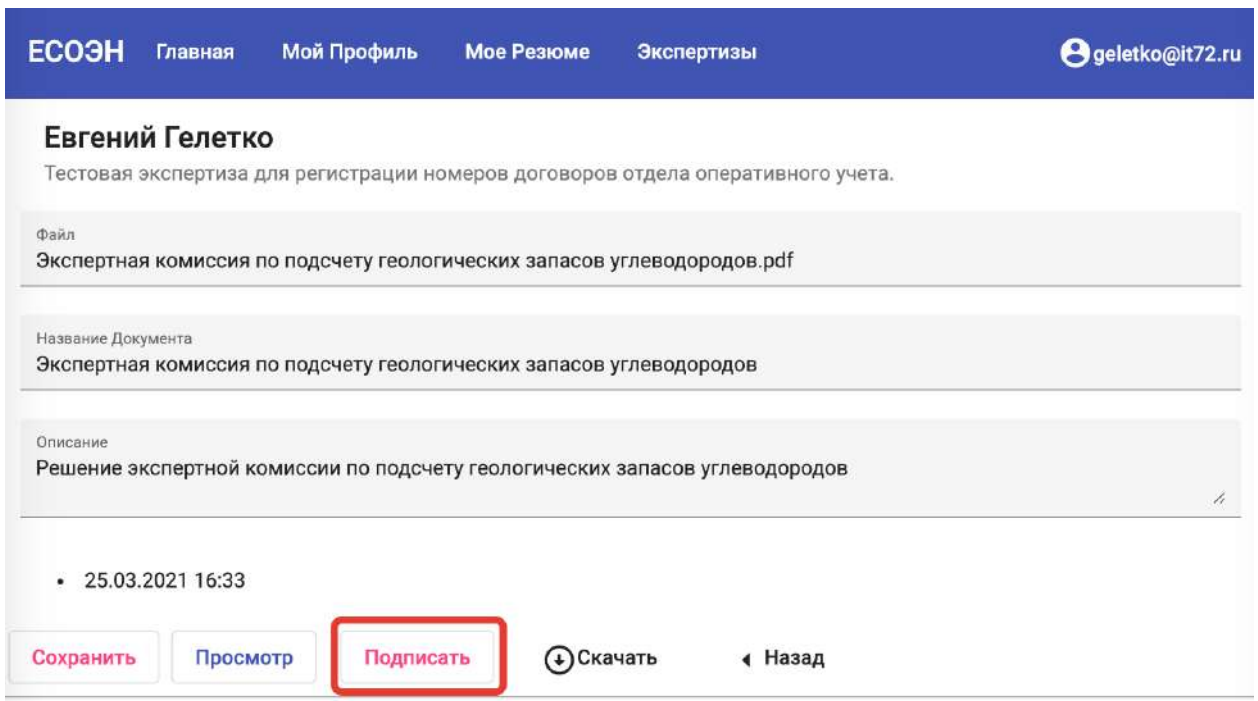 ЕСОЭН Главная Мой Профиль Мое Резюме Экспертизы geletko@it72.ru
Евгений Гелетко
Тестовая экспертиза для регистрации номеров договоров отдела оперативного учета.
Файл
Экспертная комиссия по подсчету геологических запасов углеводородов.pdf
Название Документа
Экспертная комиссия по подсчету геологических запасов углеводородов
Описание
Решение экспертной комиссии по подсчету геологических запасов углеводородов
• 25.03.2021 16:33
Сохранить Просмотр Подписать Скачать Назад